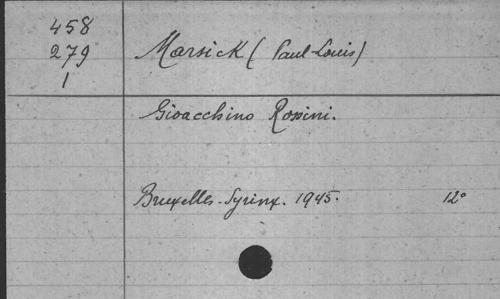 458
279
1
Marsick (Paul-Louis)
Gioacchino Rossini.
Bruxelles. Syrinx. 1945. 12°